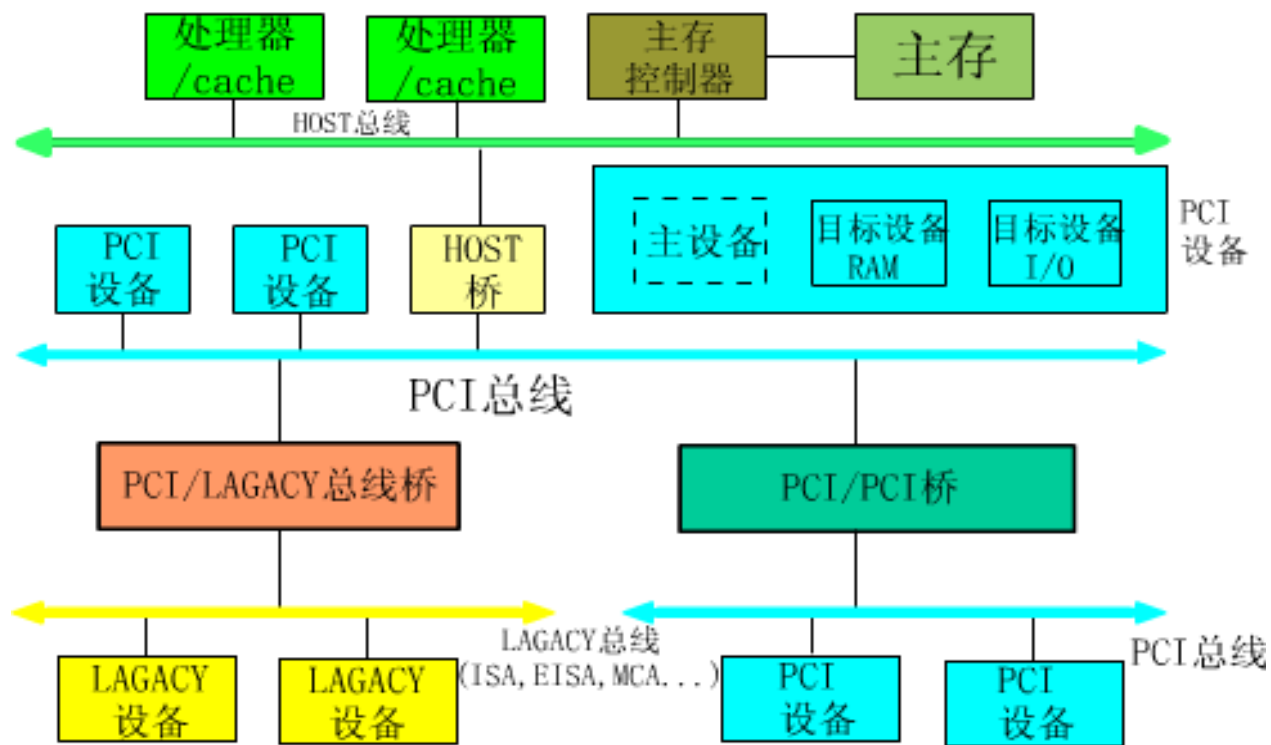 处理器
/cache
处理器
/cache
主存
控制器
主存
HOST总线
PCI
设备
PCI
设备
HOST
桥
主设备
目标设备
RAM
目标设备
I/O
PCI
设备
PCI总线
PCI/LAGACY总线桥
PCI/PCI桥
LAGACY总线
(ISA,EISA,MCA...)
PCI总线
LAGACY
设备
LAGACY
设备
PCI
设备
PCI
设备